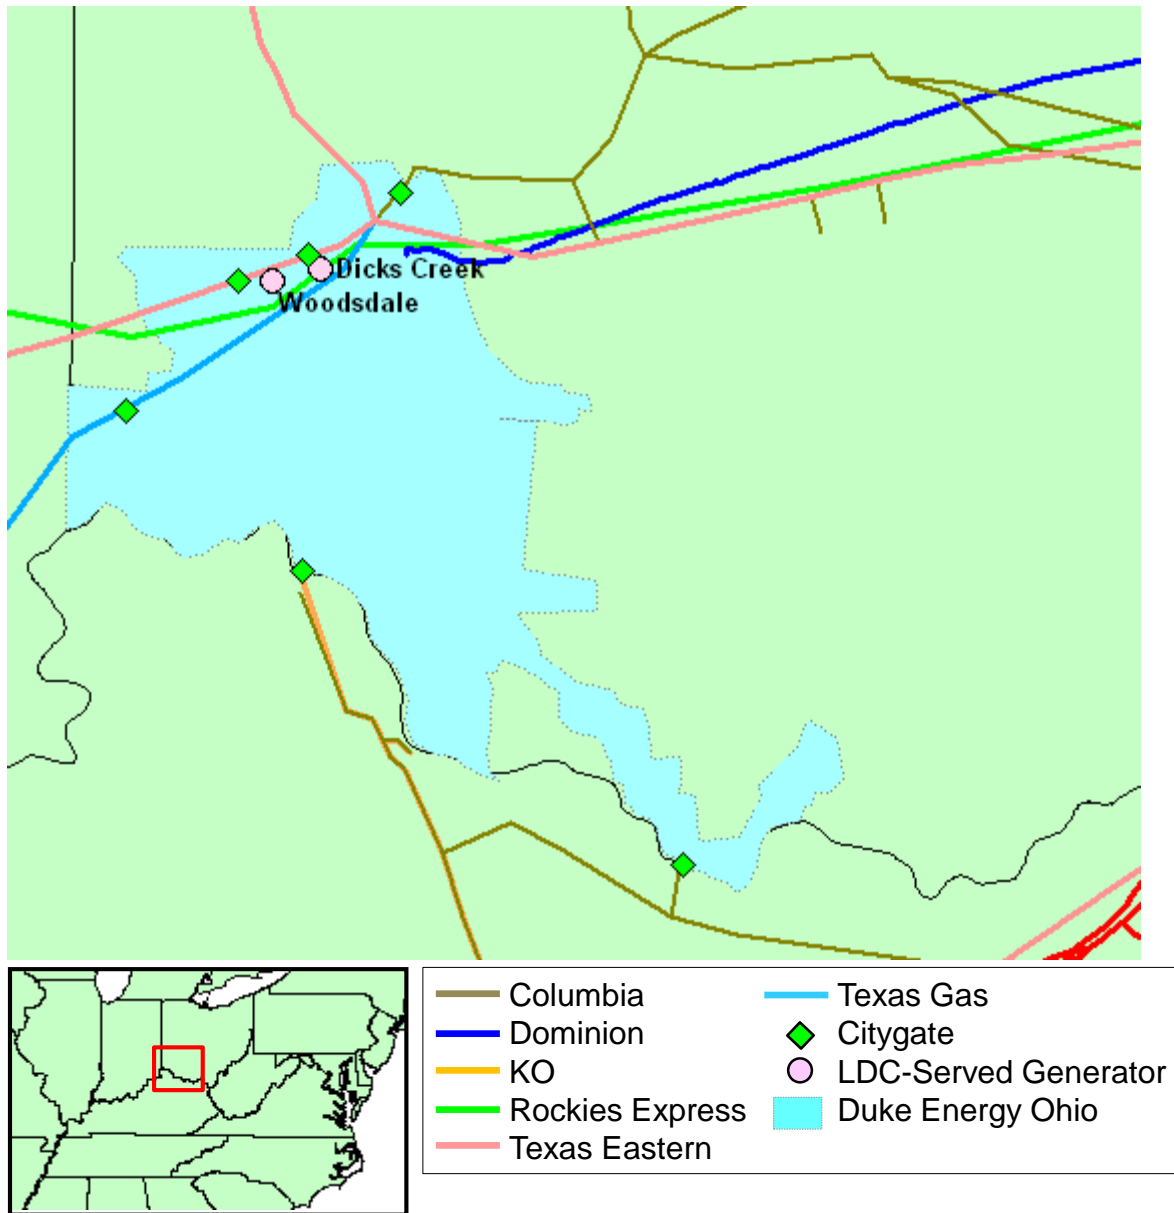 Dicks Creek
Woodsdale
Columbia
Dominion
KO
Rockies Express
Texas Eastern
Texas Gas
Citygate
LDC-Served Generator
Duke Energy Ohio